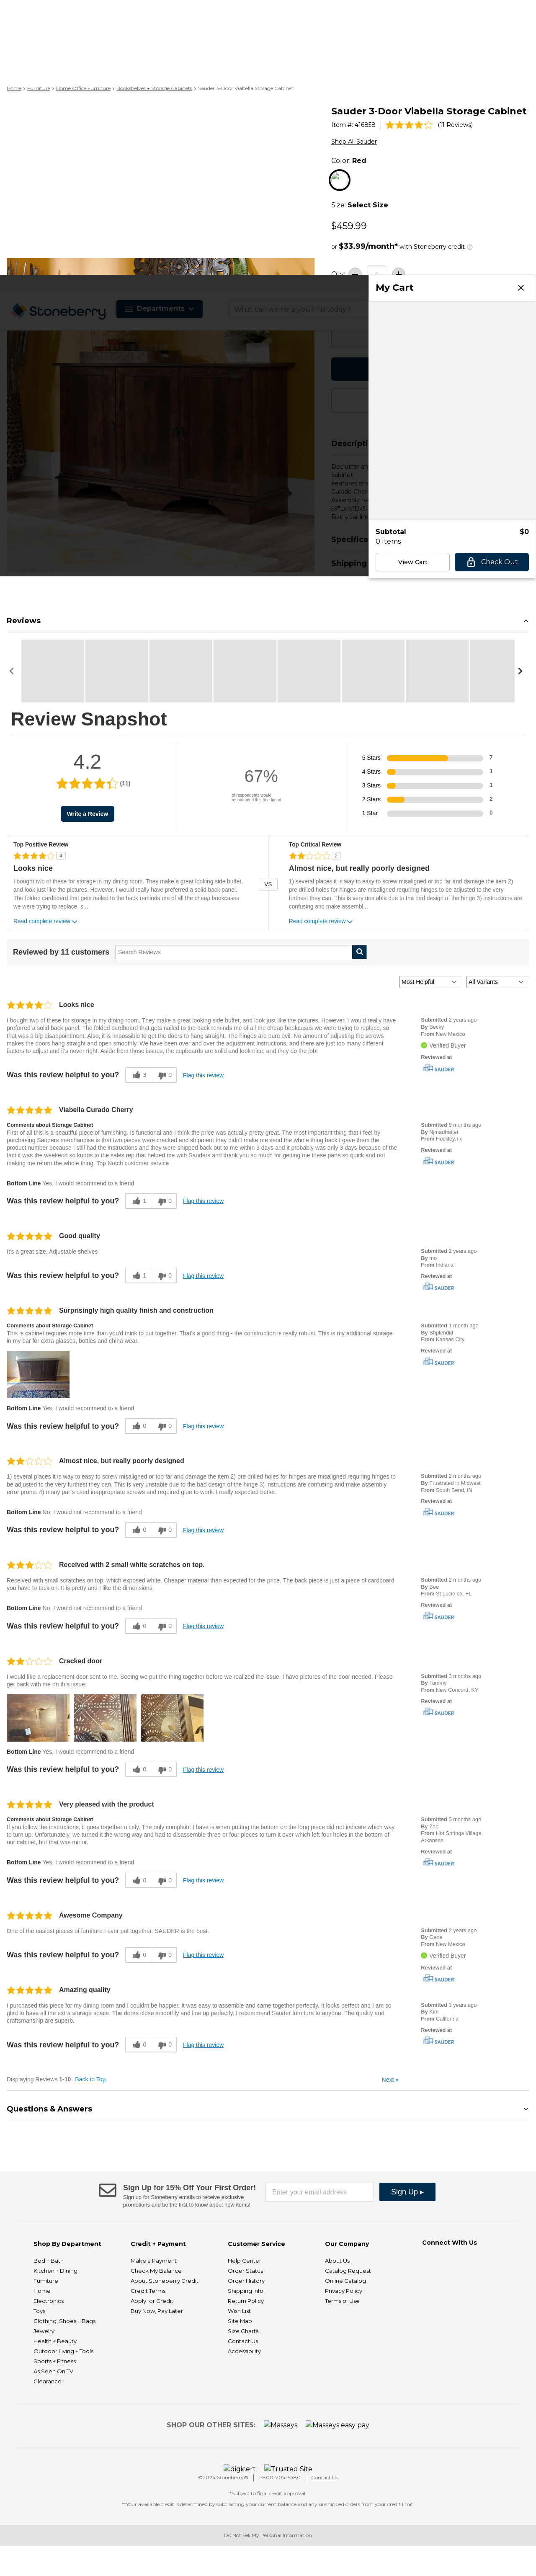 Home > Furniture > Home Office Furniture > Bookshelves + Storage Cabinets > Sauder 3-Door Viabella Storage Cabinet
Sauder 3-Door Viabella Storage Cabinet
Item #: 416858 (11 Reviews)
Shop All Sauder
Color: Red
Size: Select Size
$459.99
or $33.99/month* with Stoneberry credit
Qty: 1
Stoneberry
Departments
What can we help you find today?
My Cart
Subtotal $0
0 Items
View Cart
Check Out
Reviews
Review Snapshot
4.2
(11)
Write a Review
67%
of respondents would
recommend this to a friend
5 Stars 7
4 Stars 1
3 Stars 1
2 Stars 2
1 Star 0
Top Positive Review
4
Looks nice
I bought two of these for storage in my dining room. They make a great looking side buffet,
and look just like the pictures. However, I would really have preferred a solid back panel.
The folded cardboard that gets nailed to the back reminds me of all the cheap bookcases
we were trying to replace, s...
Read complete review
VS
Top Critical Review
2
Almost nice, but really poorly designed
1) several places it is way to easy to screw misaligned or too far and damage the item 2)
pre drilled holes for hinges are misaligned requiring hinges to be adjusted to the very
furthest they can. This is very unstable due to the bad design of the hinge 3) instructions are
confusing and make assembl...
Read complete review
Reviewed by 11 customers
Search Reviews
Most Helpful
All Variants
Looks nice
I bought two of these for storage in my dining room. They make a great looking side buffet, and look just like the pictures. However, I would really have
preferred a solid back panel. The folded cardboard that gets nailed to the back reminds me of all the cheap bookcases we were trying to replace, so that
was a big disappointment. Also, it is impossible to get the doors to hang straight. The hinges are pure evil. No amount of adjusting the screws could
get them perfectly straight and level. We used the online app for the assembly instructions, and there are just too many different
factors to adjust and it's never right. Aside from those issues, the cupboards are solid and look nice, and they do the job!
Was this review helpful to you? 3 0 Flag this review
Submitted 2 years ago
By Becky
From New Mexico
Verified Buyer
Reviewed at
SAUDER
Viabella Curado Cherry
Comments about Storage Cabinet
First of all this is a beautiful piece of furnishing. Is functional and I think the price was actually pretty great. The most important thing that I feel by
purchasing Sauders merchandise is that two pieces were cracked and shipment they didn't make me send the whole thing back I gave them the
product number because I still had the instructions and they were shipped back out to me within 3 days and it probably was only 3 days because of the
fact that it was the weekend so kudos to the sales rep that helped me with Sauders and thank you so much for getting me these parts so quick and not
making me return the whole thing. Top Notch customer service
Bottom Line Yes, I would recommend to a friend
Was this review helpful to you? 1 0 Flag this review
Submitted 8 months ago
By Njmadhattet
From Hockley.Tx
Reviewed at
SAUDER
Good quality
It's a great size. Adjustable shelves
Was this review helpful to you? 1 0 Flag this review
Submitted 2 years ago
By mo
From Indiana
Reviewed at
SAUDER
Surprisingly high quality finish and construction
Comments about Storage Cabinet
This is cabinet requires more time than you'd think to put together. That's a good thing - the construction is really robust. This is my additional storage
in my bar for extra glasses, bottles and china wear.
Bottom Line Yes, I would recommend to a friend
Was this review helpful to you? 0 0 Flag this review
Submitted 1 month ago
By Shplendid
From Kansas City
Reviewed at
SAUDER
Almost nice, but really poorly designed
1) several places it is way to easy to screw misaligned or too far and damage the item 2) pre drilled holes for hinges are misaligned requiring hinges to
be adjusted to the very furthest they can. This is very unstable due to the bad design of the hinge 3) instructions are confusing and make assembly
error prone. 4) many parts used inappropriate tools and seemed required glue to work. I really expected better.
Bottom Line No, I would not recommend to a friend
Was this review helpful to you? 0 0 Flag this review
Submitted 2 months ago
By Frustrated in Midwest
From South Bend, IN
Reviewed at
SAUDER
Received with 2 small white scratches on top.
Received with small scratches on top, which exposed white. Cheaper material than expected for the price. The back piece is just a piece of cardboard
you have to tack on. It is pretty and I like the dimensions.
Bottom Line No, I would not recommend to a friend
Was this review helpful to you? 0 0 Flag this review
Submitted 2 months ago
By Bee
From St Lucie co. FL
Reviewed at
SAUDER
Cracked door
I would like a replacement door sent to me. Seeing we put the thing together before we realized the issue. I have pictures of the door needed. Please
get back with me on this issue.
Bottom Line Yes, I would recommend to a friend
Was this review helpful to you? 0 0 Flag this review
Submitted 3 months ago
By Tammy
From New Concord, KY
Reviewed at
SAUDER
Very pleased with the product
Comments about Storage Cabinet
If you follow the instructions, it goes together nicely. The only complaint I have is when putting the bottom on the long piece did not indicate which way
to turn up. Unfortunately, we turned it the wrong way and had to disassemble three or four pieces to turn it over which left four holes in the bottom of
our cabinet, but that was minor.
Bottom Line Yes, I would recommend to a friend
Was this review helpful to you? 0 0 Flag this review
Submitted 5 months ago
By Zac
From Hot Springs Village,
Arkansas
Reviewed at
SAUDER
Awesome Company
One of the easiest pieces of furniture I ever put together. SAUDER is the best.
Was this review helpful to you? 0 0 Flag this review
Submitted 2 years ago
By Gene
From New Mexico
Verified Buyer
Reviewed at
SAUDER
Amazing quality
I purchased this piece for my dining room and I couldn't be happier. It was easy to assemble and came together perfectly. It looks perfect and I am so
glad to have all the extra storage space. The doors close smoothly and line up perfectly. I recommend Sauder furniture to anyone. The quality and
craftsmanship are superb.
Was this review helpful to you? 0 0 Flag this review
Submitted 3 years ago
By Kim
From California
Reviewed at
SAUDER
Displaying Reviews 1-10 Back to Top
Next »
Questions & Answers
Sign Up for 15% Off Your First Order!
Sign up for Stoneberry emails to receive exclusive
promotions and be the first to know about new items!
Enter your email address
Sign Up ▸
Shop By Department
Bed + Bath
Kitchen + Dining
Furniture
Home
Electronics
Toys
Clothing, Shoes + Bags
Jewelry
Health + Beauty
Outdoor Living + Tools
Sports + Fitness
As Seen On TV
Clearance
Credit + Payment
Make a Payment
Check My Balance
About Stoneberry Credit
Credit Terms
Apply for Credit
Buy Now, Pay Later
Customer Service
Help Center
Order Status
Order History
Shipping Info
Return Policy
Wish List
Site Map
Size Charts
Contact Us
Accessibility
Our Company
About Us
Catalog Request
Online Catalog
Privacy Policy
Terms of Use
Connect With Us
SHOP OUR OTHER SITES: Masseys Masseys easy pay
digicert Trusted Site
©2024 Stoneberry® 1-800-704-5480 Contact Us
*Subject to final credit approval.
**Your available credit is determined by subtracting your current balance and any unshipped orders from your credit limit.
Do Not Sell My Personal Information